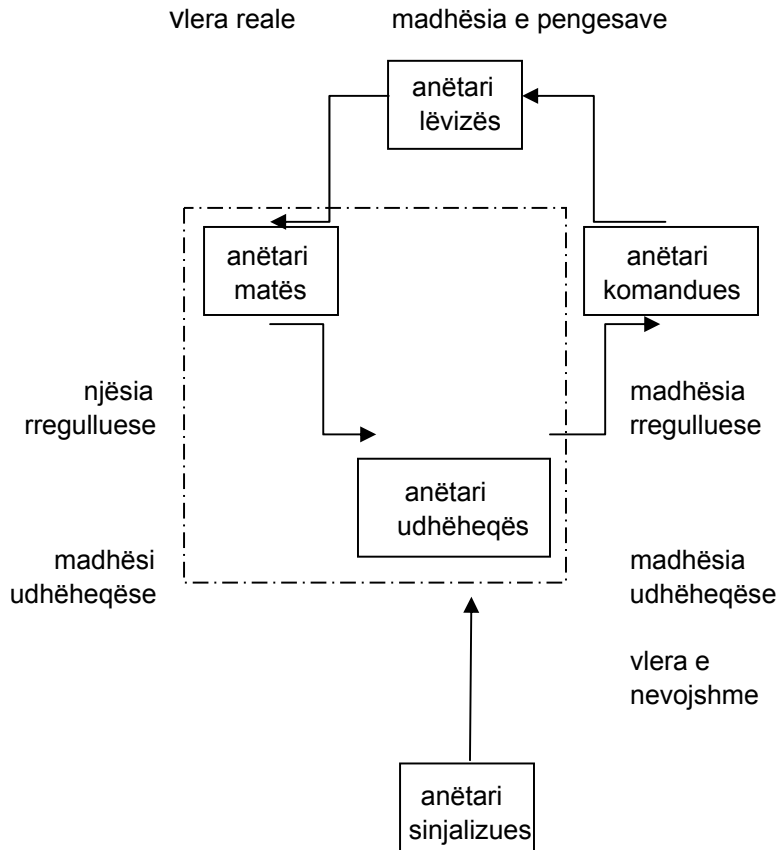 vlera reale
madhësia e pengesave
anëtari
lëvizës
anëtari
matës
anëtari
komandues
njësia
rregulluese
madhësia
rregulluese
anëtari
udhëheqës
madhësi
udhëheqëse
madhësia
udhëheqëse
vlera e
nevojshme
anëtari
sinjalizues